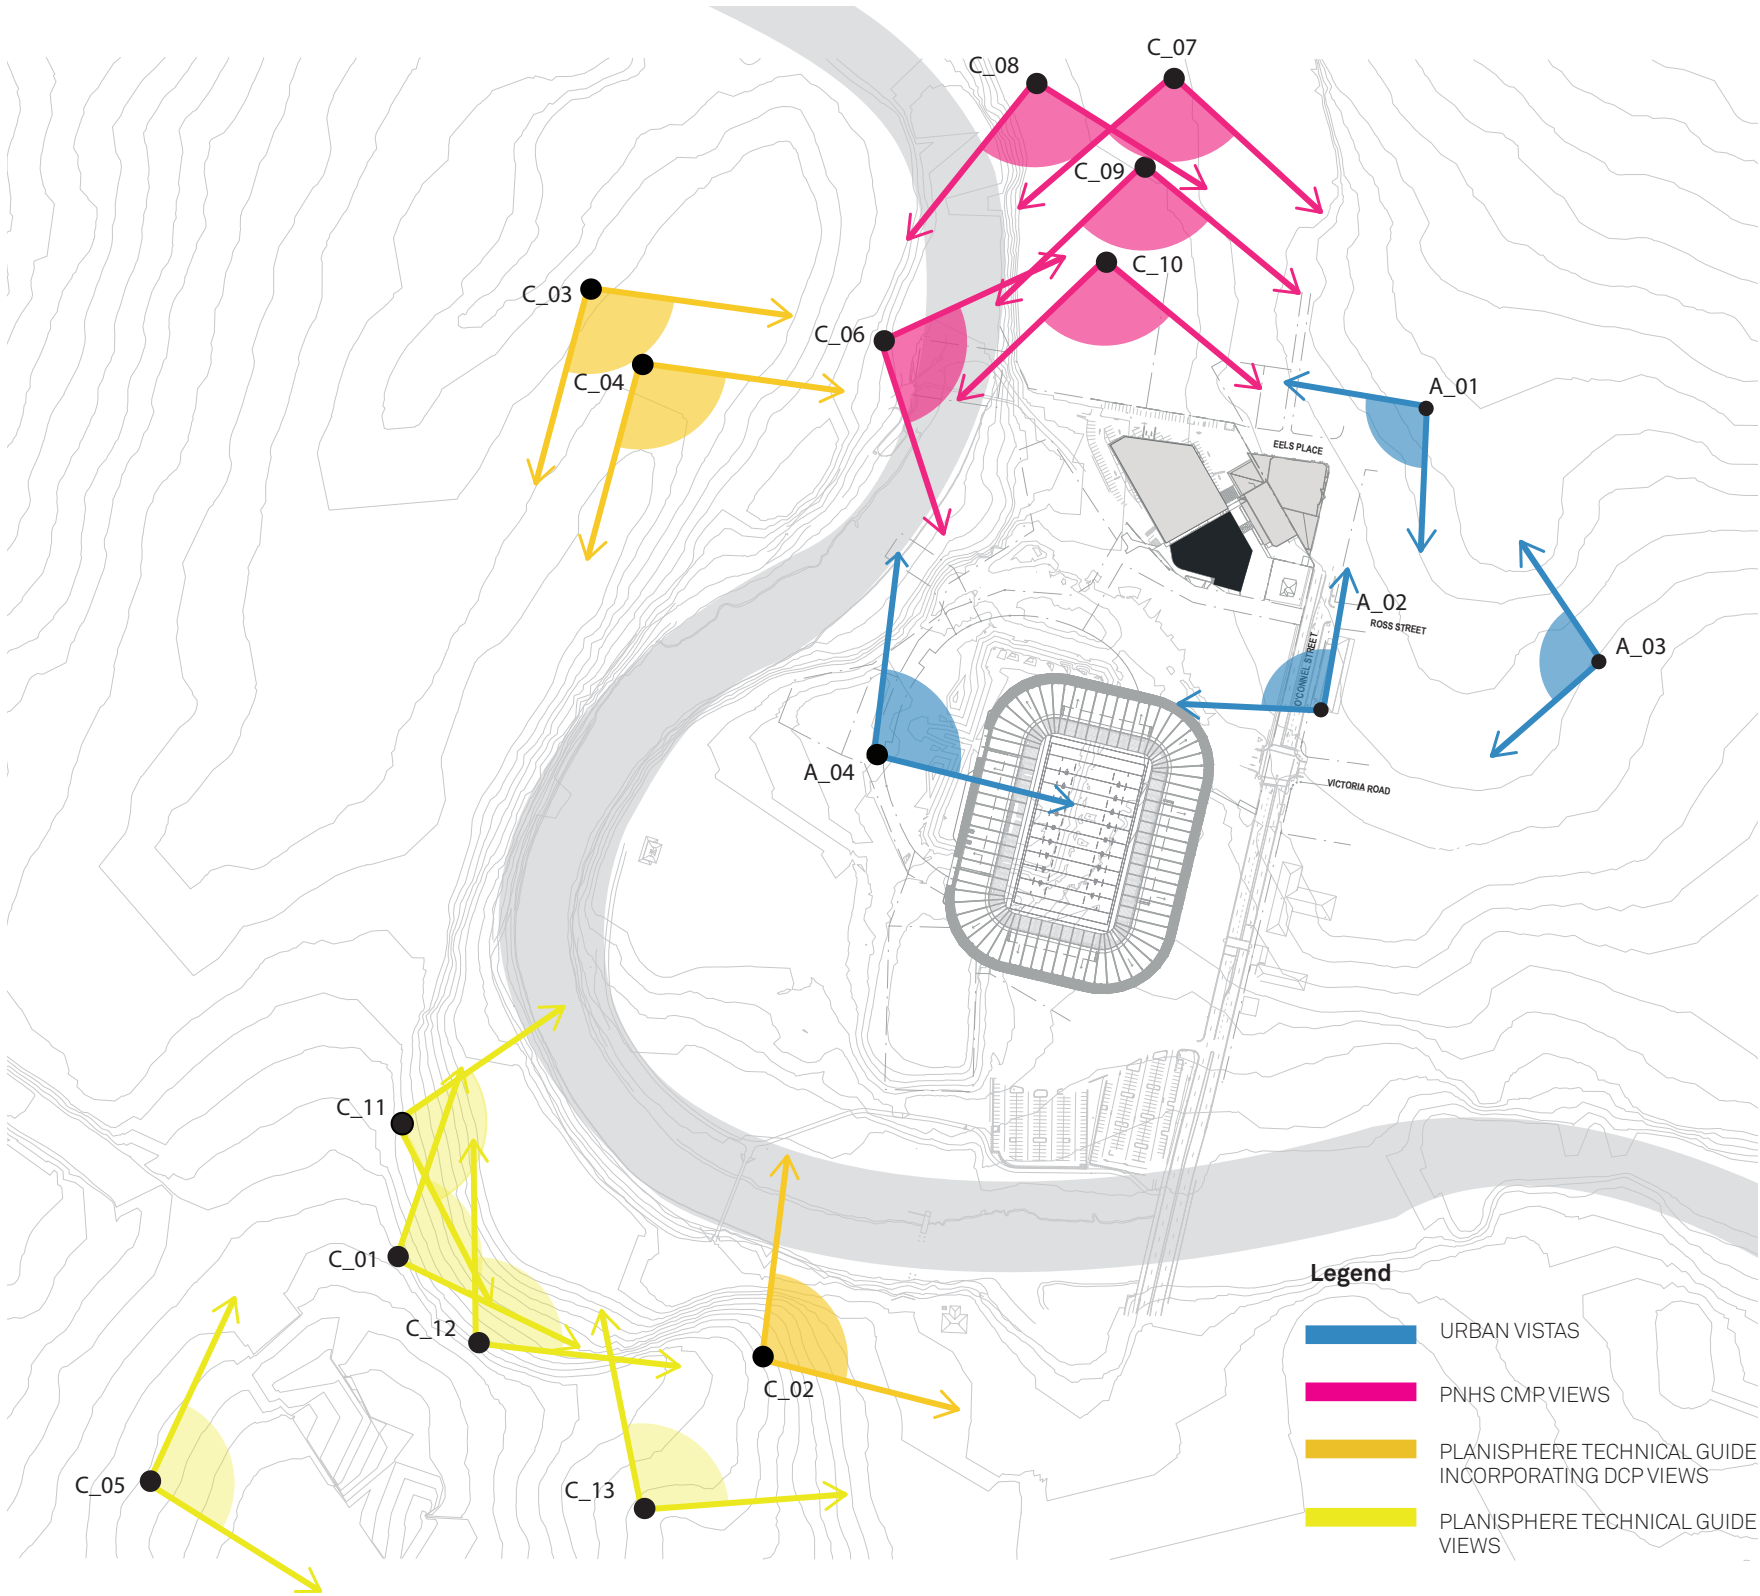 C_07
C_08
C_09
C_10
C_03
C_06
C_04
A_01
EELS PLACE
A_02
ROSS STREET
O'CONNEL STREET
A_03
A_04
VICTORIA ROAD
C_11
C_01
C_12
C_02
C_05
C_13
Legend
URBAN VISTAS
PNHS CMP VIEWS
PLANISPHERE TECHNICAL GUIDE
INCORPORATING DCP VIEWS
PLANISPHERE TECHNICAL GUIDE
VIEWS